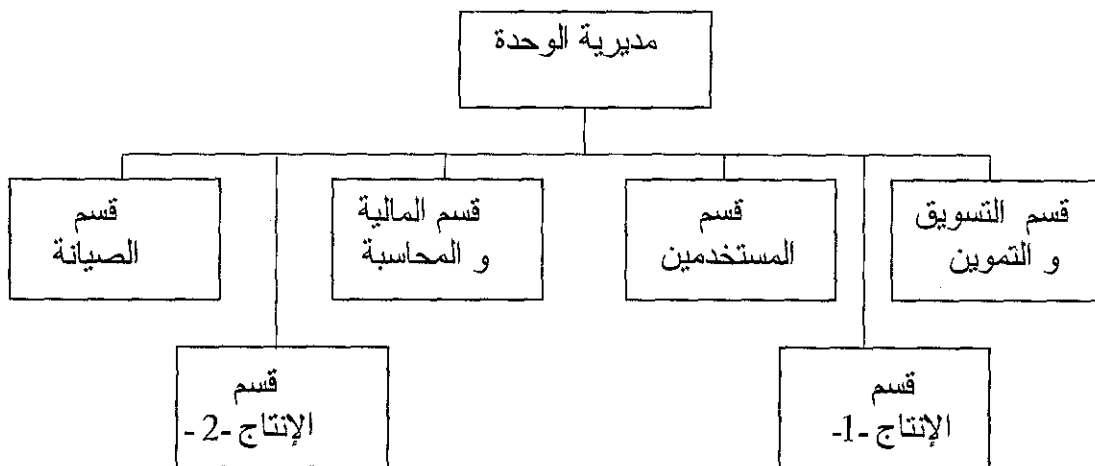 مديرية الوحدة
قسم التسويق
و التموين
قسم
المستخدمين
قسم المالية
و المحاسبة
قسم
الصيانة
قسم
الإنتاج -1-
قسم
الإنتاج -2-